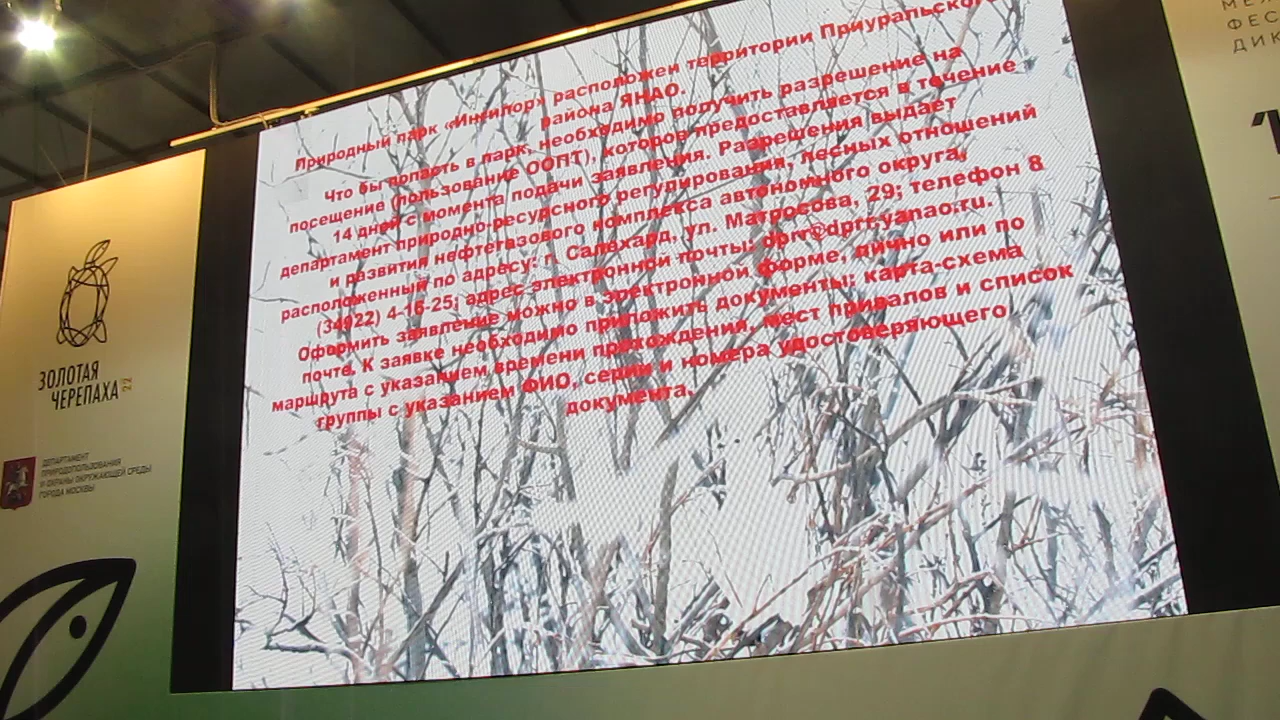 Природный парк «Ингилор» расположен территории Приуральского
района ЯНАО.
Что бы попасть в парк, необходимо получить разрешение на
посещение (пользование ООПТ), которое предоставляется в течение
14 дней с момента подачи заявления. Разрешения выдает
департамент природно-ресурсного регулирования, лесных отношений
и развития нефтегазового комплекса автономного округа,
расположенный по адресу: г. Салехард, ул. Матросова, 29; телефон 8
(34922) 4-16-25; адрес электронной почты: dprr@dprr.yanao.ru.
Оформить заявление можно в электронной форме, лично или по
почте. К заявке необходимо приложить документы: карта-схема
маршрута с указанием времени прохождения, мест привалов и список
группы с указанием ФИО, серии и номера удостоверяющего
документа.
ЗОЛОТАЯ
ЧЕРЕПАХА
ДЕПАРТАМЕНТ
ПРИРОДОПОЛЬЗОВАНИЯ
И ОХРАНЫ ОКРУЖАЮЩЕЙ СРЕДЫ
ГОРОДА МОСКВЫ
МЕЖ
ФЕС
ДИК